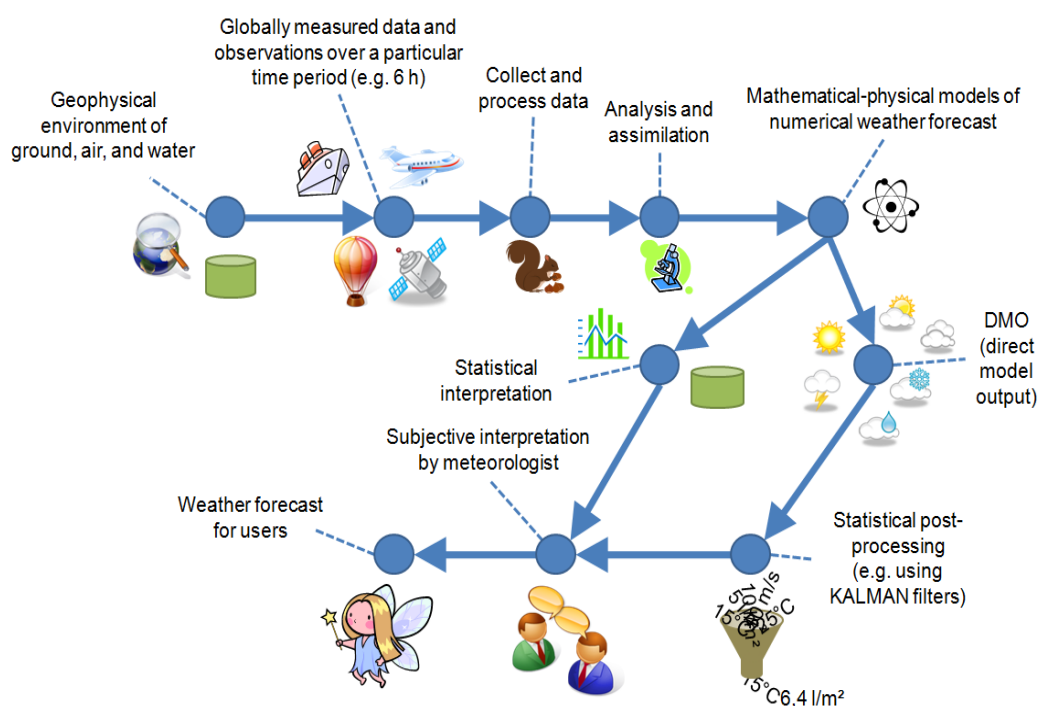 Globally measured data and
observations over a particular
time period (e.g. 6 h)
Geophysical
environment of
ground, air, and water
Collect and
process data
Analysis and
assimilation
Mathematical-physical models of
numerical weather forecast
DMO
(direct
model
output)
Statistical
interpretation
Subjective interpretation
by meteorologist
Weather forecast
for users
Statistical post-
processing
(e.g. using
KALMAN filters)
15°C
6,4 l/m²